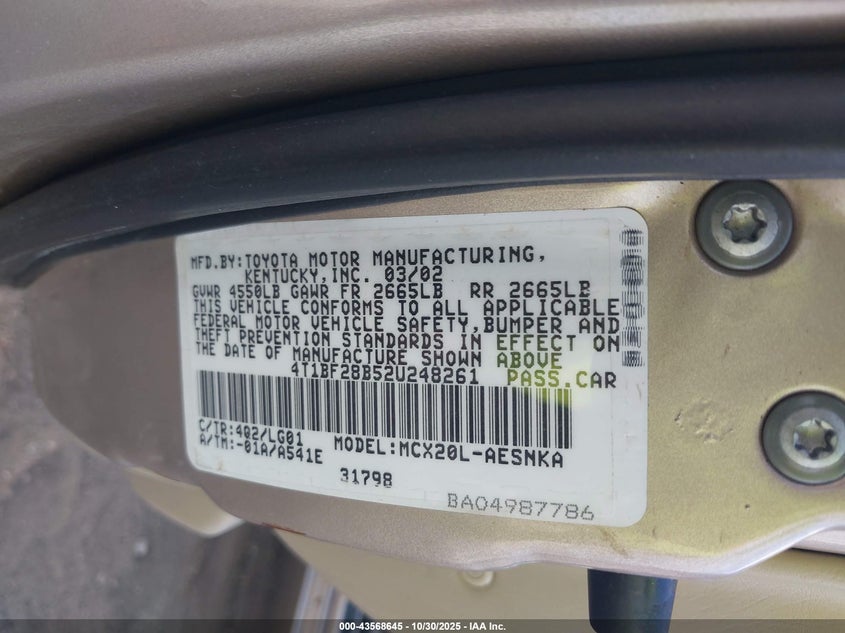 MFD.BY:TOYOTA MOTOR MANUFACTURING,
KENTUCKY,INC. 03/02
GVWR 4550LB GAWR FR 2665LB RR 2665LB
THIS VEHICLE CONFORMS TO ALL APPLICABLE
FEDERAL MOTOR VEHICLE SAFETY,BUMPER AND
THEFT PREVENTION STANDARDS IN EFFECT ON
THE DATE OF MANUFACTURE SHOWN ABOVE
4T1BF28B52U248261 PASS.CAR
C/TR:402/LG01 MODEL:MCX20L-AESNKA
A/TM:-01A/A541E
31798
BA04987786
000-43568645 / 10/30/2025 — IAA Inc.